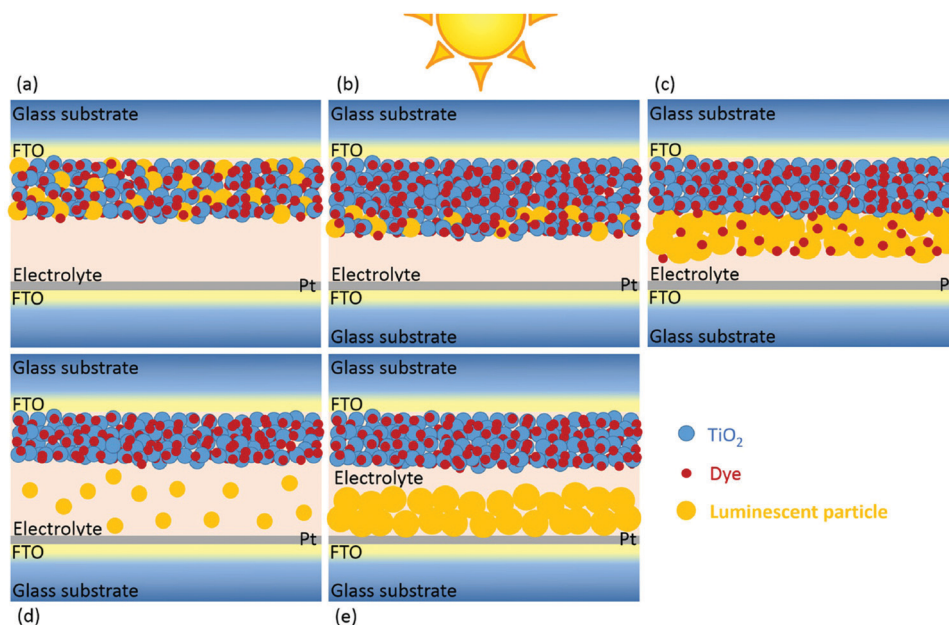 (a)
(b)
(c)
Glass substrate
FTO
Electrolyte
Pt
FTO
Glass substrate
FTO
Electrolyte
Pt
FTO
Glass substrate
Glass substrate
FTO
Electrolyte
P
FTO
Glass substrate
Glass substrate
FTO
Electrolyte
Pt
FTO
Glass substrate
(d)
Glass substrate
FTO
Electrolyte
Pt
FTO
Glass substrate
(e)
TiO₂
Dye
Luminescent particle